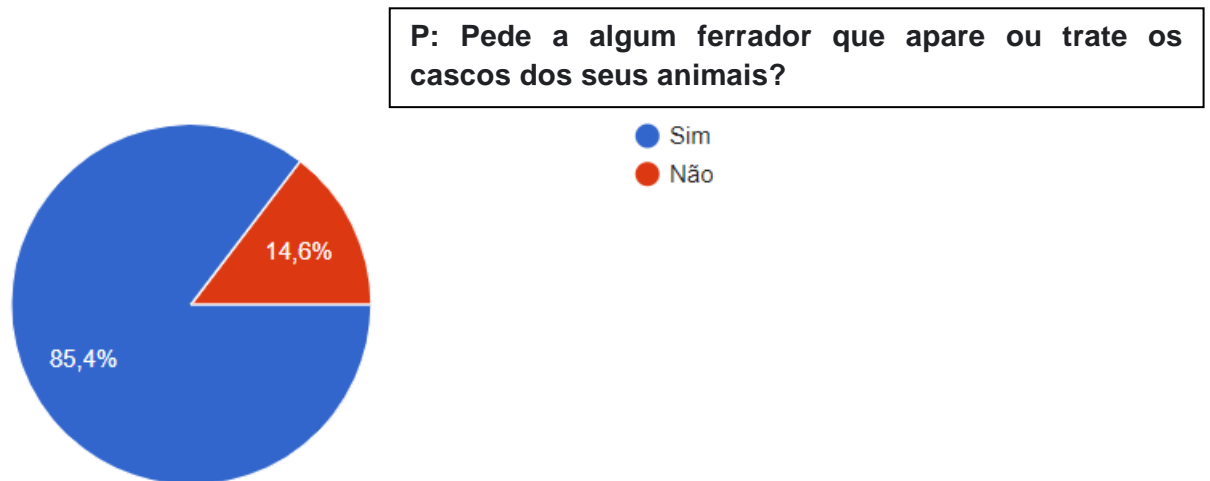 P: Pede a algum ferrador que apare ou trate os
cascos dos seus animais?
Sim
Não
14,6%
85,4%